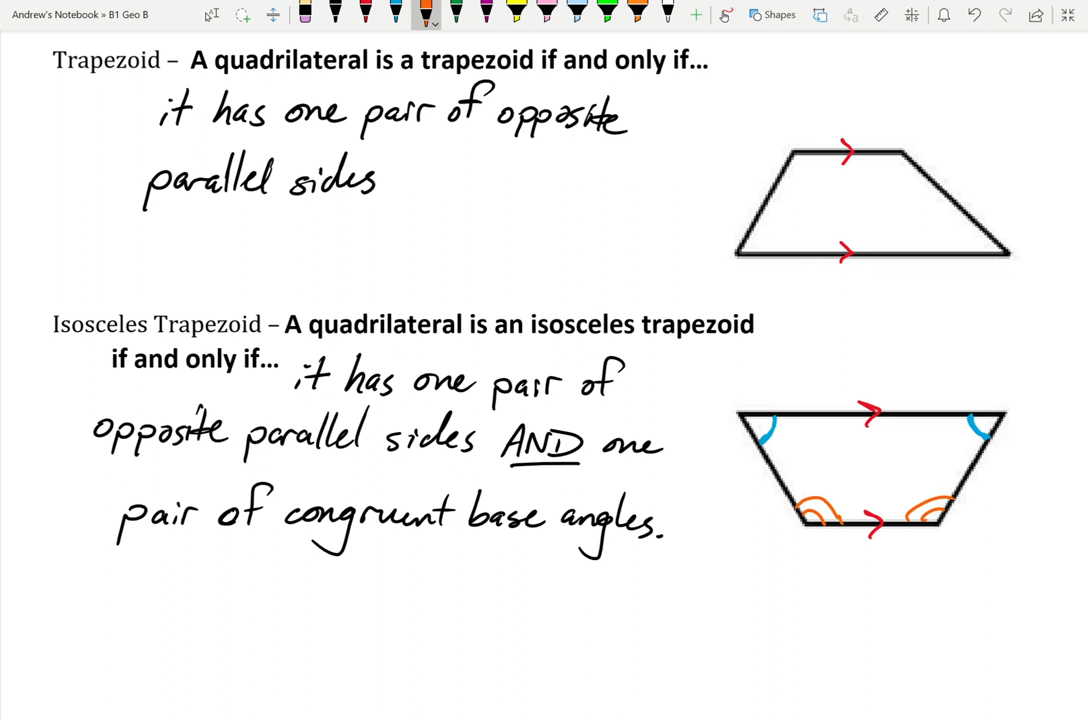 Andrew's Notebook » B1 Geo B
Shapes
Trapezoid – A quadrilateral is a trapezoid if and only if...
it has one pair of opposite
parallel sides
Isosceles Trapezoid – A quadrilateral is an isosceles trapezoid
if and only if... it has one pair of
opposite parallel sides AND one
pair of congruent base angles.